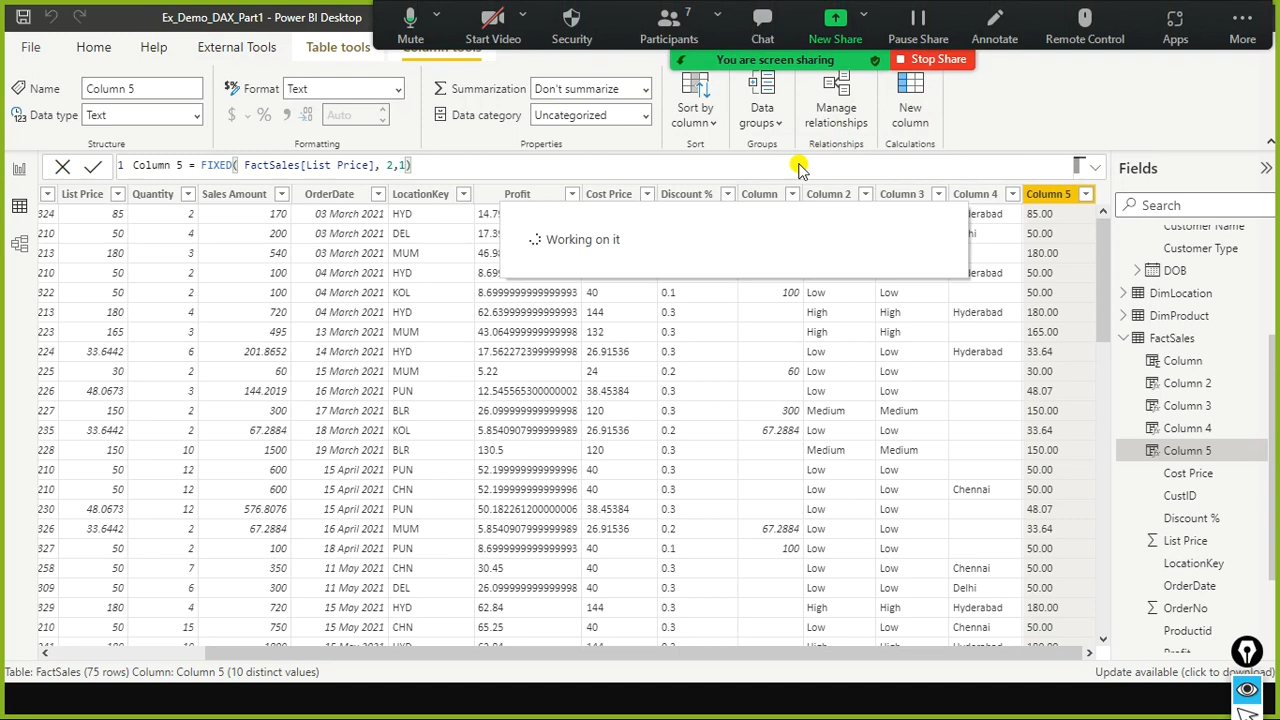 Ex_Demo_DAX_Part1 - Power BI Desktop
7
Mute
Start Video
Security
Participants
Chat
New Share
Pause Share
Annotate
Remote Control
Apps
More
You are screen sharing
Stop Share
File
Home
Help
External Tools
Table tools
Column tools
Name
Column 5
Format
Text
Summarization
Don't summarize
Data type
Text
$ % 9 Auto
Data category
Uncategorized
Sort by column
Data groups
Manage relationships
New column
Structure
Formatting
Properties
Sort
Groups
Relationships
Calculations
1 Column 5 = FIXED( FactSales[List Price], 2,1)
List Price Quantity Sales Amount OrderDate LocationKey Profit Cost Price Discount % Column Column 2 Column 3 Column 4 Column 5
324 85 2 170 03 March 2021 HYD 14.79 85.00
210 50 4 200 03 March 2021 DEL 50.00
213 180 3 540 03 March 2021 MUM 180.00
210 50 2 100 04 March 2021 HYD 50.00
322 50 2 100 04 March 2021 KOL 8.6999999999999993 40 0.1 100 Low Low 50.00
213 180 4 720 04 March 2021 HYD 62.639999999999993 144 0.3 High High Hyderabad 180.00
223 165 3 495 13 March 2021 MUM 43.064999999999998 132 0.3 High High 165.00
224 33.6442 6 201.8652 14 March 2021 HYD 17.562272399999998 26.91536 0.3 Low Low Hyderabad 33.64
225 30 2 60 15 March 2021 MUM 5.22 24 0.2 60 Low Low 30.00
226 48.0673 3 144.2019 16 March 2021 PUN 12.545565300000002 38.45384 0.3 Low Low 48.07
227 150 2 300 17 March 2021 BLR 26.099999999999998 120 0.3 300 Medium Medium 150.00
235 33.6442 2 67.2884 18 March 2021 KOL 5.8540907999999989 26.91536 0.2 67.2884 Low Low 33.64
228 150 10 1500 19 March 2021 BLR 130.5 120 0.3 Medium Medium 150.00
210 50 12 600 15 April 2021 PUN 52.199999999999996 40 0.3 Low Low 50.00
210 50 12 600 15 April 2021 CHN 52.199999999999996 40 0.3 Low Low Chennai 50.00
230 48.0673 12 576.8076 15 April 2021 PUN 50.182261200000006 38.45384 0.3 Low Low 48.07
226 33.6442 2 67.2884 16 April 2021 MUM 5.8540907999999989 26.91536 0.2 67.2884 Low Low 33.64
327 50 2 100 18 April 2021 PUN 8.6999999999999993 40 0.1 100 Low Low 50.00
258 50 7 350 11 May 2021 CHN 30.45 40 0.3 Low Low Chennai 50.00
309 50 6 300 11 May 2021 DEL 26.099999999999998 40 0.3 Low Low Delhi 50.00
329 180 4 720 15 May 2021 HYD 62.64 144 0.3 High High Hyderabad 180.00
210 50 15 750 15 May 2021 CHN 65.25 40 0.3 Low Low Chennai 50.00
Working on it
Fields
Search
Customer Name
Customer Type
DOB
DimLocation
DimProduct
FactSales
Column
Column 2
Column 3
Column 4
Column 5
Cost Price
CustID
Discount %
List Price
LocationKey
OrderDate
OrderNo
Productid
Profit
Table: FactSales (75 rows) Column: Column 5 (10 distinct values)
Update available (click to download)